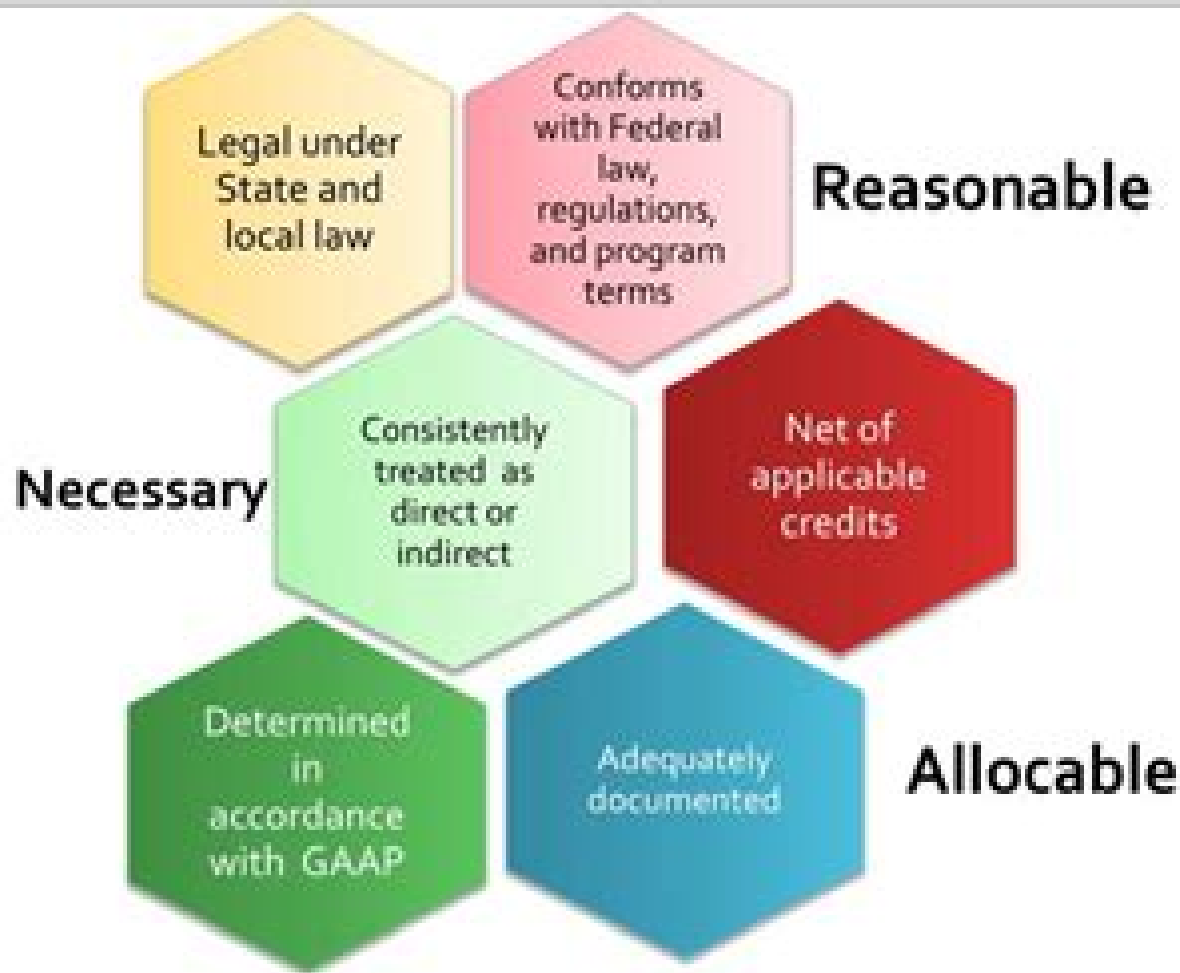 Legal under
State and
local law
Conforms
with Federal
law,
regulations,
and program
terms
Reasonable
Necessary
Consistently
treated as
direct or
indirect
Net of
applicable
credits
Determined
in
accordance
with GAAP
Adequately
documented
Allocable